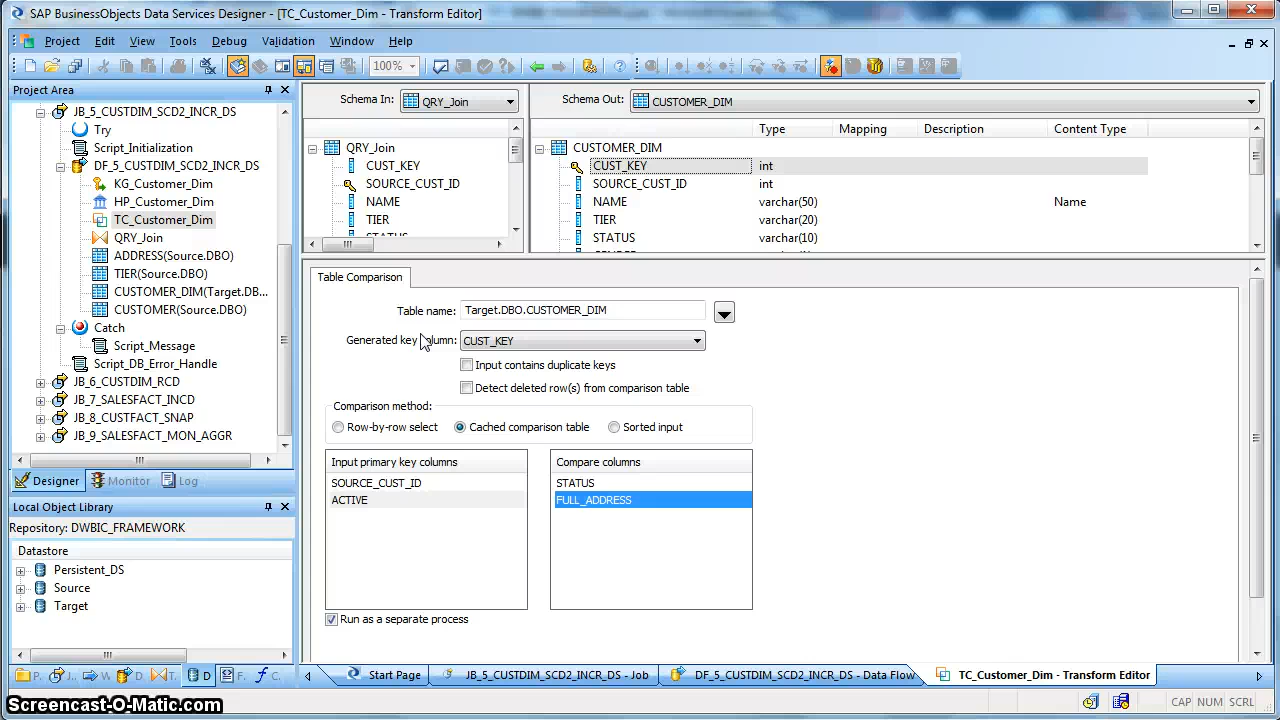 SAP BusinessObjects Data Services Designer - [TC_Customer_Dim - Transform Editor]
Project Edit View Tools Debug Validation Window Help
100%
Project Area
JB_5_CUSTDIM_SCD2_INCR_DS
Try
Script_Initialization
DF_5_CUSTDIM_SCD2_INCR_DS
KG_Customer_Dim
HP_Customer_Dim
TC_Customer_Dim
QRY_Join
ADDRESS(Source.DBO)
TIER(Source.DBO)
CUSTOMER_DIM(Target.DB...
CUSTOMER(Source.DBO)
Catch
Script_Message
Script_DB_Error_Handle
JB_6_CUSTDIM_RCD
JB_7_SALESFACT_INCD
JB_8_CUSTFACT_SNAP
JB_9_SALESFACT_MON_AGGR
Designer Monitor Log
Local Object Library
Repository: DWBIC_FRAMEWORK
Datastore
Persistent_DS
Source
Target
P. J. W D. T. D F. C.
Schema In: QRY_Join
QRY_Join
CUST_KEY
SOURCE_CUST_ID
NAME
TIER
STATUS
Schema Out: CUSTOMER_DIM
Type Mapping Description Content Type
CUSTOMER_DIM
CUST_KEY int
SOURCE_CUST_ID int
NAME varchar(50) Name
TIER varchar(20)
STATUS varchar(10)
Table Comparison
Table name: Target.DBO.CUSTOMER_DIM
Generated key column: CUST_KEY
Input contains duplicate keys
Detect deleted row(s) from comparison table
Comparison method:
Row-by-row select Cached comparison table Sorted input
Input primary key columns
SOURCE_CUST_ID
ACTIVE
Compare columns
STATUS
FULL_ADDRESS
Run as a separate process
Start Page JB_5_CUSTDIM_SCD2_INCR_DS - Job DF_5_CUSTDIM_SCD2_INCR_DS - Data Flow TC_Customer_Dim - Transform Editor
CAP NUM SCRL
Screencast-O-Matic.com